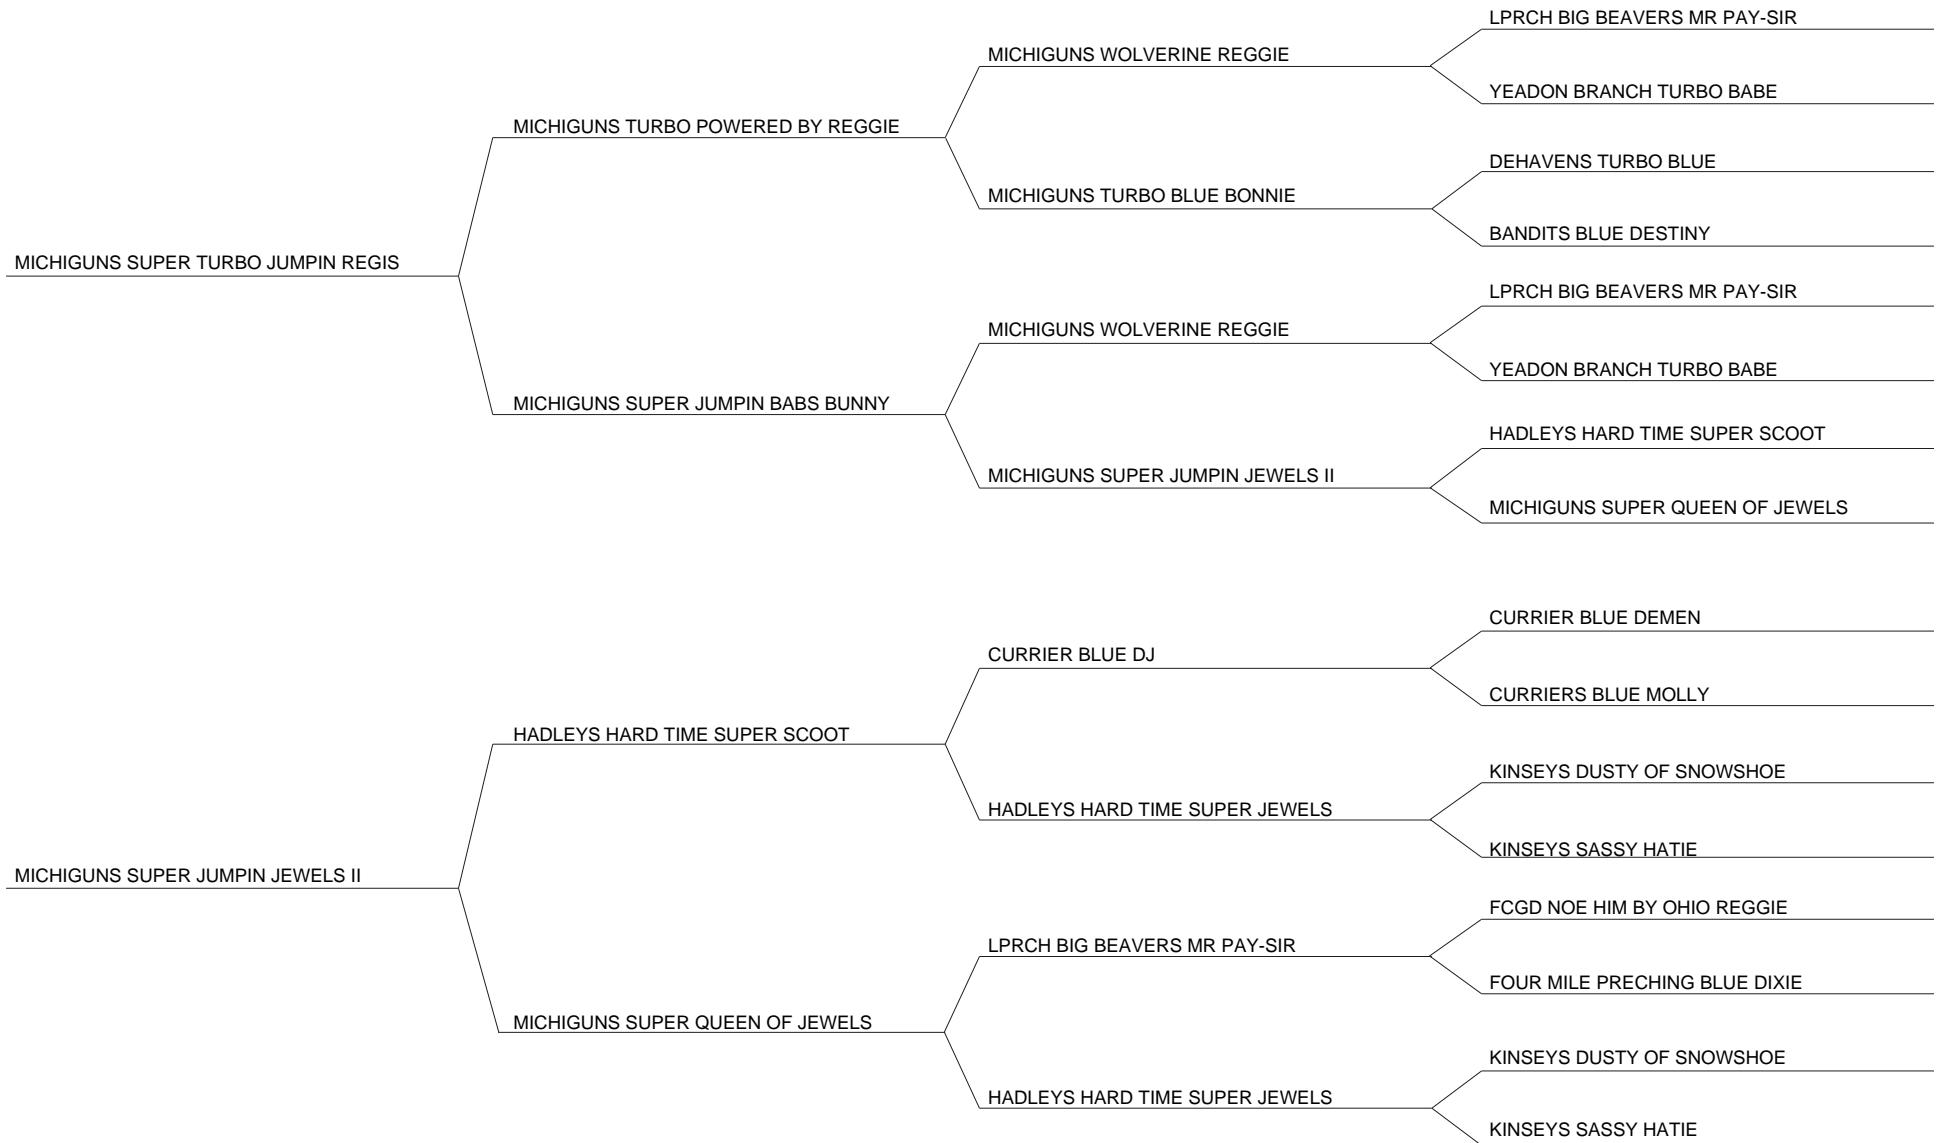 LPRCH BIG BEAVERS MR PAY-SIR
MICHIGUNS WOLVERINE REGGIE
YEADON BRANCH TURBO BABE
MICHIGUNS TURBO POWERED BY REGGIE
DEHAVENS TURBO BLUE
MICHIGUNS TURBO BLUE BONNIE
BANDITS BLUE DESTINY
MICHIGUNS SUPER TURBO JUMPIN REGIS
LPRCH BIG BEAVERS MR PAY-SIR
MICHIGUNS WOLVERINE REGGIE
YEADON BRANCH TURBO BABE
MICHIGUNS SUPER JUMPIN BABS BUNNY
HADLEYS HARD TIME SUPER SCOOT
MICHIGUNS SUPER JUMPIN JEWELS II
MICHIGUNS SUPER QUEEN OF JEWELS
CURRIER BLUE DEMEN
CURRIER BLUE DJ
CURRIERS BLUE MOLLY
HADLEYS HARD TIME SUPER SCOOT
KINSEYS DUSTY OF SNOWSHOE
HADLEYS HARD TIME SUPER JEWELS
KINSEYS SASSY HATIE
MICHIGUNS SUPER JUMPIN JEWELS II
FCGD NOE HIM BY OHIO REGGIE
LPRCH BIG BEAVERS MR PAY-SIR
FOUR MILE PRECHING BLUE DIXIE
MICHIGUNS SUPER QUEEN OF JEWELS
KINSEYS DUSTY OF SNOWSHOE
HADLEYS HARD TIME SUPER JEWELS
KINSEYS SASSY HATIE